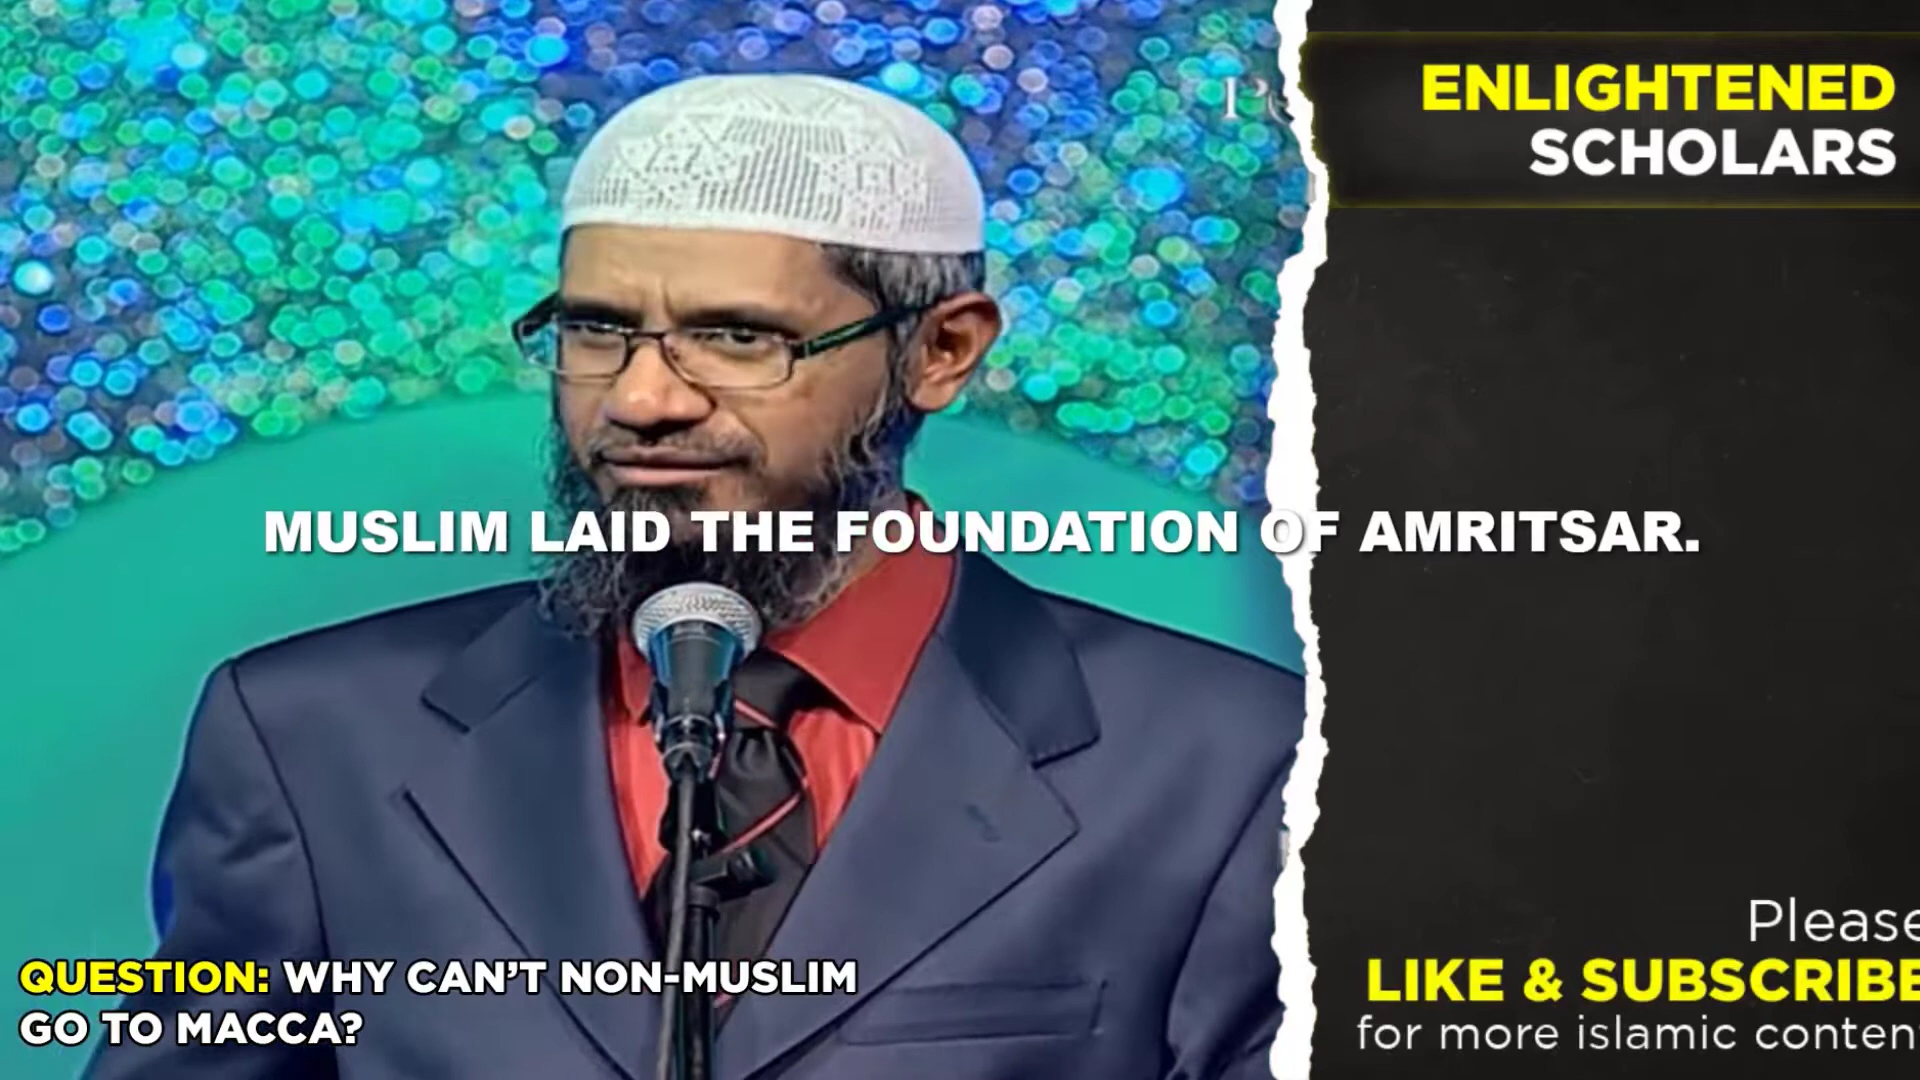 ENLIGHTENED
SCHOLARS
MUSLIM LAID THE FOUNDATION OF AMRITSAR.
QUESTION: WHY CAN'T NON-MUSLIM
GO TO MACCA?
Please
LIKE & SUBSCRIBE
for more islamic conten